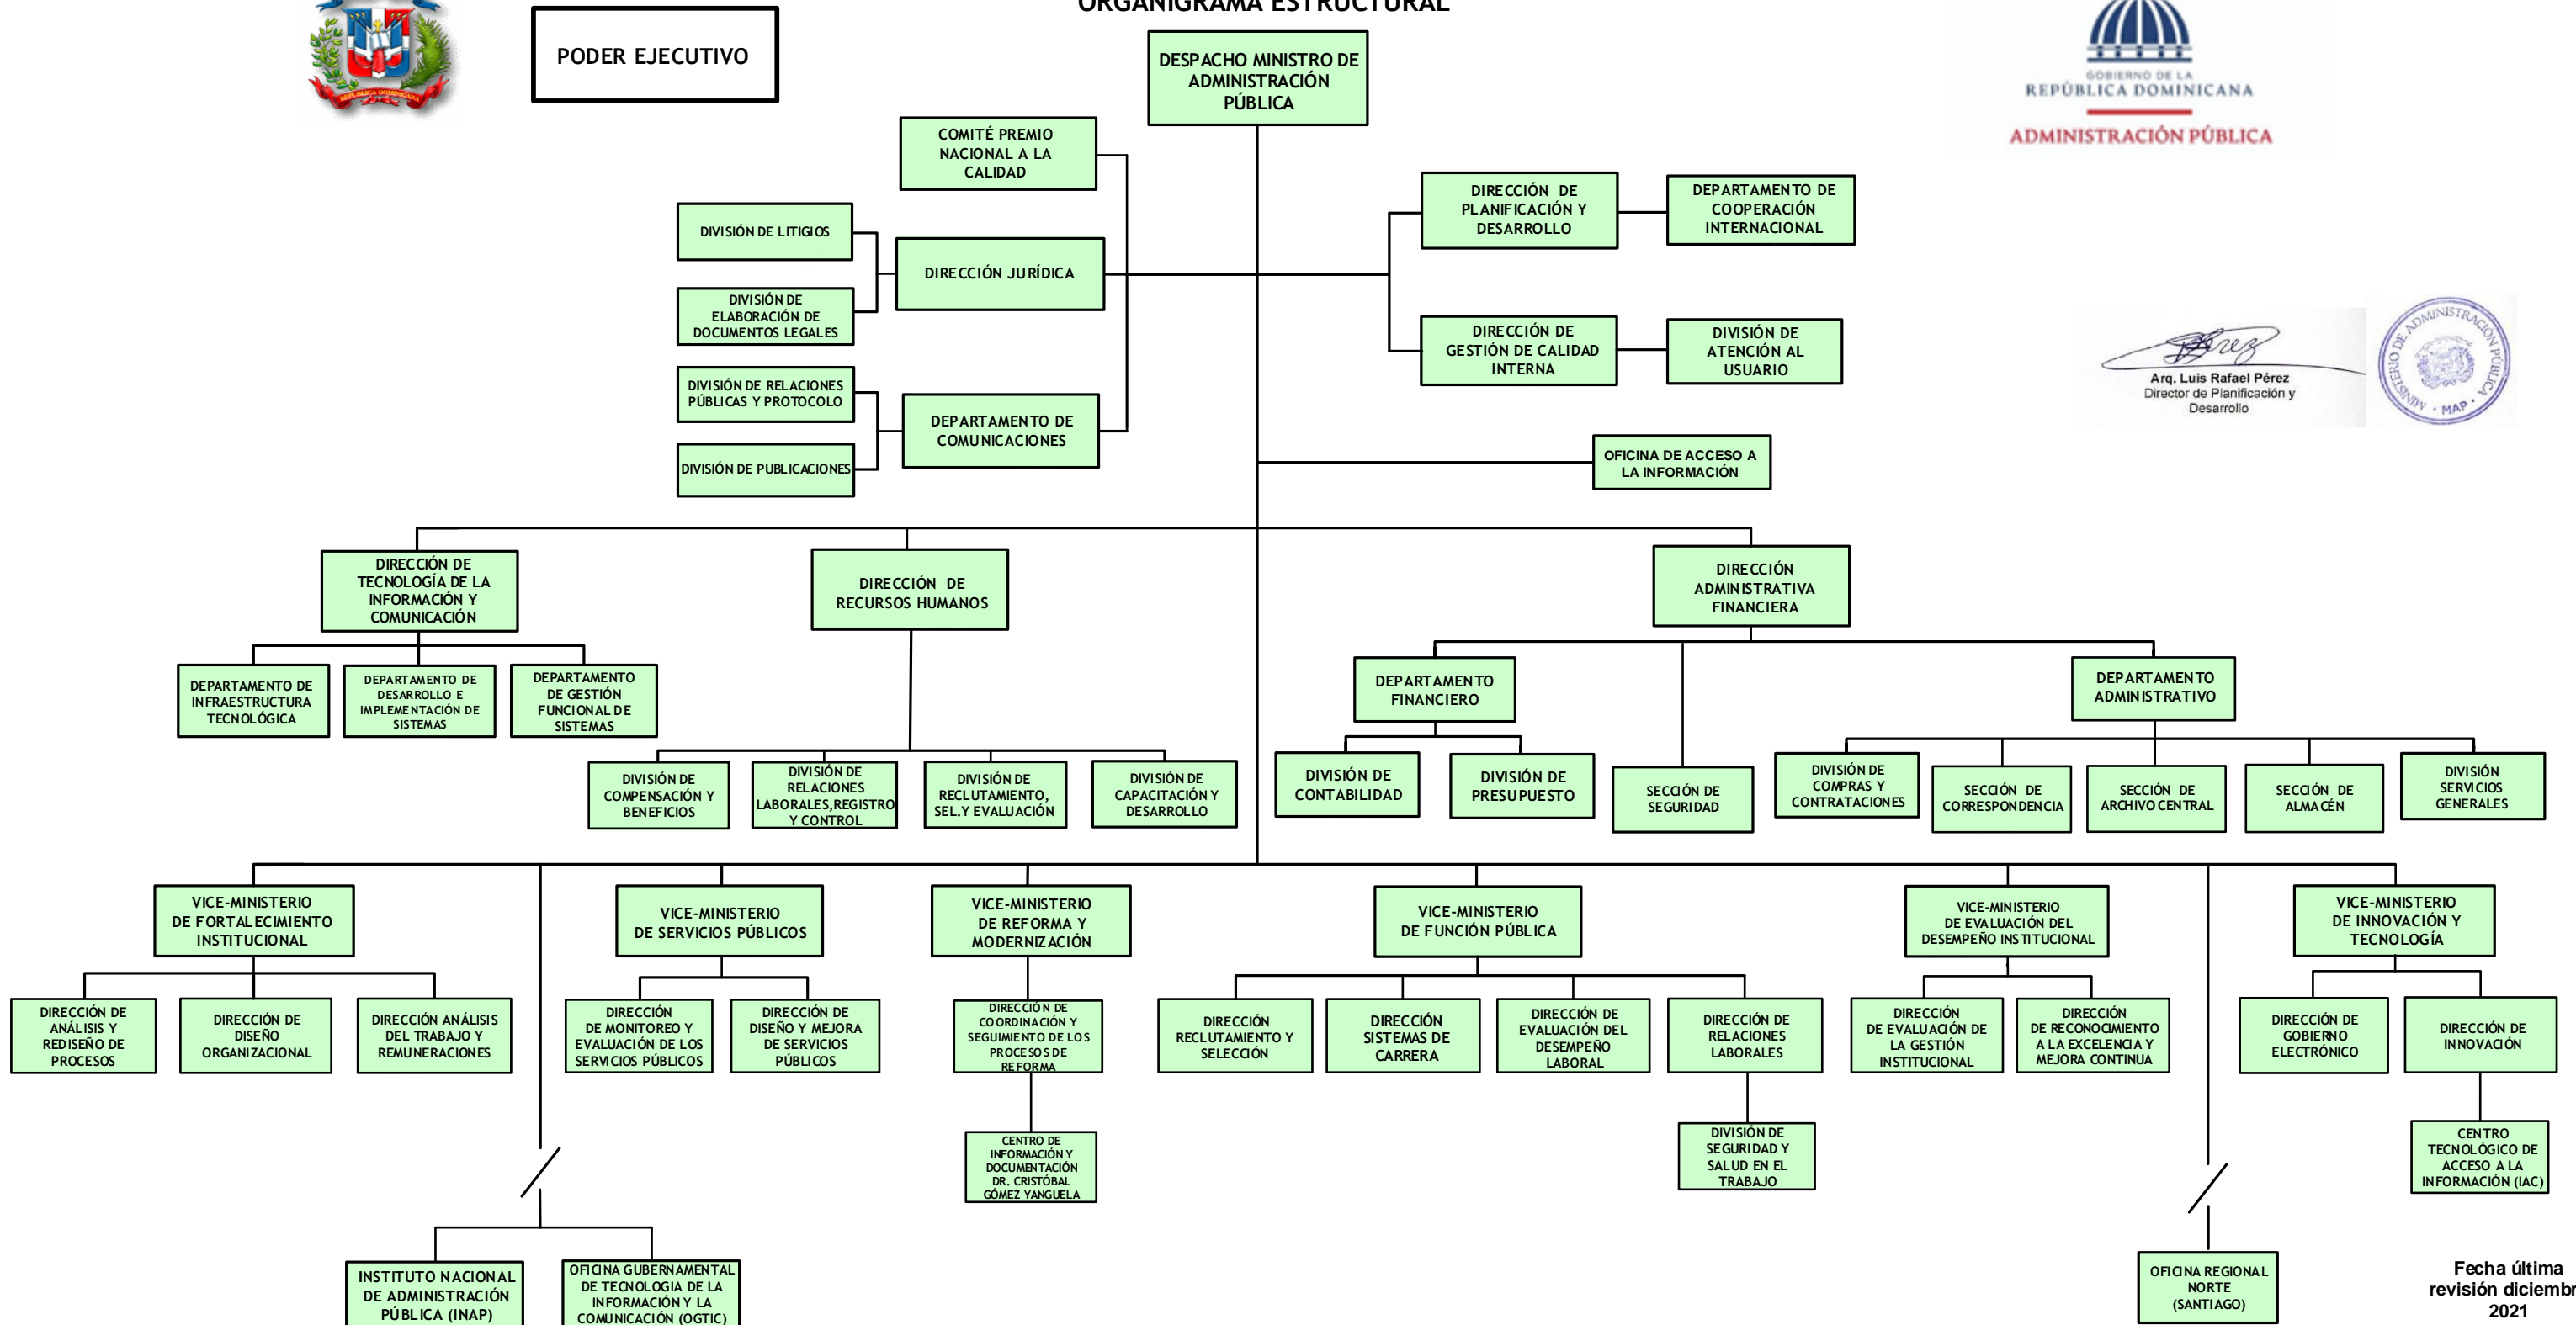 ORGANIGRAMA ESTRUCTURAL
REPÚBLICA DOMINICANA
PODER EJECUTIVO
DESPACHO MINISTRO DE
ADMINISTRACIÓN
PÚBLICA
GOBIERNO DE LA
REPÚBLICA DOMINICANA
ADMINISTRACIÓN PÚBLICA
COMITÉ PREMIO
NACIONAL A LA
CALIDAD
DIVISIÓN DE LITIGIOS
DIRECCIÓN JURÍDICA
DIVISIÓN DE
ELABORACIÓN DE
DOCUMENTOS LEGALES
DIVISIÓN DE RELACIONES
PÚBLICAS Y PROTOCOLO
DEPARTAMENTO DE
COMUNICACIONES
DIVISIÓN DE PUBLICACIONES
DIRECCIÓN DE
PLANIFICACIÓN Y
DESARROLLO
DEPARTAMENTO DE
COOPERACIÓN
INTERNACIONAL
DIRECCIÓN DE
GESTIÓN DE CALIDAD
INTERNA
DIVISIÓN DE
ATENCIÓN AL
USUARIO
Pérez
Arq. Luis Rafael Pérez
Director de Planificación y
Desarrollo
MINISTERIO DE ADMINISTRACIÓN PÚBLICA
· MAP ·
OFICINA DE ACCESO A
LA INFORMACIÓN
DIRECCIÓN DE
TECNOLOGÍA DE LA
INFORMACIÓN Y
COMUNICACIÓN
DIRECCIÓN DE
RECURSOS HUMANOS
DIRECCIÓN
ADMINISTRATIVA
FINANCIERA
DEPARTAMENTO DE
INFRAESTRUCTURA
TECNOLÓGICA
DEPARTAMENTO DE
DESARROLLO E
IMPLEMENTACIÓN DE
SISTEMAS
DEPARTAMENTO
DE GESTIÓN
FUNCIONAL DE
SISTEMAS
DEPARTAMENTO
FINANCIERO
DEPARTAMENTO
ADMINISTRATIVO
DIVISIÓN DE
COMPENSACIÓN Y
BENEFICIOS
DIVISIÓN DE
RELACIONES
LABORALES,REGISTRO
Y CONTROL
DIVISIÓN DE
RECLUTAMIENTO,
SEL.Y EVALUACIÓN
DIVISIÓN DE
CAPACITACIÓN Y
DESARROLLO
DIVISIÓN DE
CONTABILIDAD
DIVISIÓN DE
PRESUPUESTO
SECCIÓN DE
SEGURIDAD
DIVISIÓN DE
COMPRAS Y
CONTRATACIONES
SECCIÓN DE
CORRESPONDENCIA
SECCIÓN DE
ARCHIVO CENTRAL
SECCIÓN DE
ALMACÉN
DIVISIÓN
SERVICIOS
GENERALES
VICE-MINISTERIO
DE FORTALECIMIENTO
INSTITUCIONAL
VICE-MINISTERIO
DE SERVICIOS PÚBLICOS
VICE-MINISTERIO
DE REFORMA Y
MODERNIZACIÓN
VICE-MINISTERIO
DE FUNCIÓN PÚBLICA
VICE-MINISTERIO
DE EVALUACIÓN DEL
DESEMPEÑO INSTITUCIONAL
VICE-MINISTERIO
DE INNOVACIÓN Y
TECNOLOGÍA
DIRECCIÓN DE
ANÁLISIS Y
REDISEÑO DE
PROCESOS
DIRECCIÓN DE
DISEÑO
ORGANIZACIONAL
DIRECCIÓN ANÁLISIS
DEL TRABAJO Y
REMUNERACIONES
DIRECCIÓN
DE MONITOREO Y
EVALUACIÓN DE LOS
SERVICIOS PÚBLICOS
DIRECCIÓN DE
DISEÑO Y MEJORA
DE SERVICIOS
PÚBLICOS
DIRECCIÓN DE
COORDINACIÓN Y
SEGUIMIENTO DE LOS
PROCESOS DE
REFORMA
DIRECCIÓN
RECLUTAMIENTO Y
SELECCIÓN
DIRECCIÓN
SISTEMAS DE
CARRERA
DIRECCIÓN DE
EVALUACIÓN DEL
DESEMPEÑO
LABORAL
DIRECCIÓN DE
RELACIONES
LABORALES
DIRECCIÓN
DE EVALUACIÓN DE
LA GESTIÓN
INSTITUCIONAL
DIRECCIÓN
DE RECONOCIMIENTO
A LA EXCELENCIA Y
MEJORA CONTINUA
DIRECCIÓN DE
GOBIERNO
ELECTRÓNICO
DIRECCIÓN DE
INNOVACIÓN
CENTRO DE
INFORMACIÓN Y
DOCUMENTACIÓN
DR. CRISTÓBAL
GÓMEZ YANGUELA
DIVISIÓN DE
SEGURIDAD Y
SALUD EN EL
TRABAJO
CENTRO
TECNOLÓGICO DE
ACCESO A LA
INFORMACIÓN (IAC)
INSTITUTO NACIONAL
DE ADMINISTRACIÓN
PÚBLICA (INAP)
OFICINA GUBERNAMENTAL
DE TECNOLOGIA DE LA
INFORMACIÓN Y LA
COMUNICACIÓN (OGTIC)
OFICINA REGIONAL
NORTE
(SANTIAGO)
Fecha última
revisión diciembr
2021